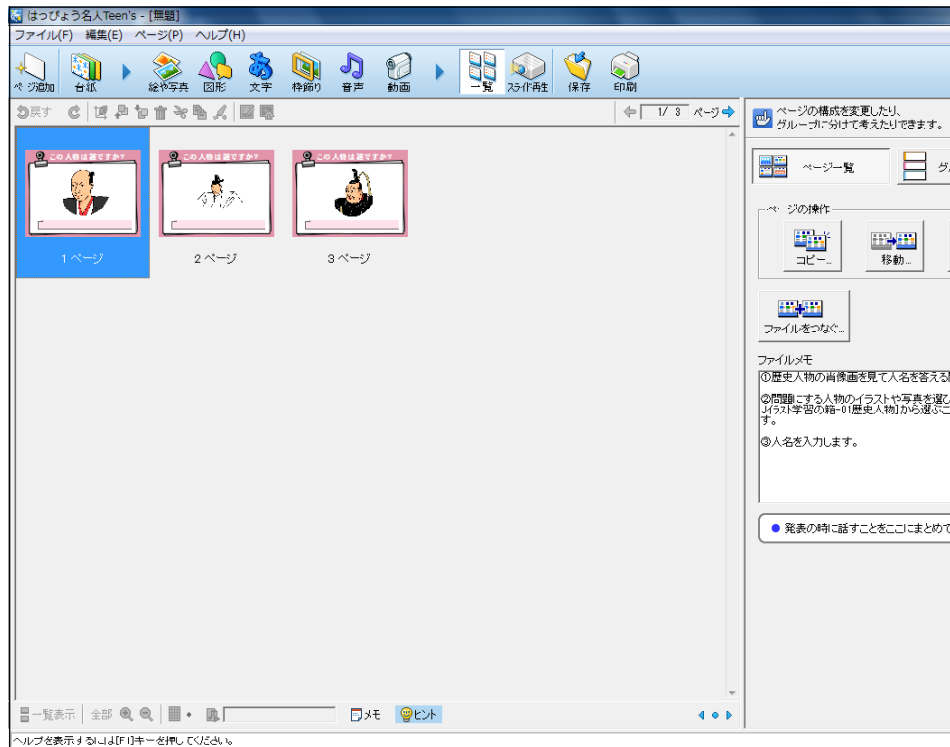 はっぴょう名人Teen's - [無題]
ファイル(F) 編集(E) ページ(P) ヘルプ(H)
ページ追加 台紙 絵や写真 図形 文字 枠飾り 音声 動画 一覧 スライド再生 保存 印刷
戻す 1/ 3 ページ
ページの構成を変更したり、
グループに分けて考えたりできます。
ページ一覧
ページの操作
コピー... 移動...
ファイルをつなぐ...
ファイルメモ
①歴史人物の肖像画を見て人名を答える
②問題にする人物のイラストや写真を選び
イラスト学習の箱-01歴史人物]から選ぶこ
す。
③人名を入力します。
● 発表の時に話すことをここにまとめて
この人物は誰ですか? この人物は誰ですか? この人物は誰ですか?
1 ページ 2 ページ 3 ページ
一覧表示 全部 メモ ヒント
ヘルプを表示するには[F1]キーを押してください。